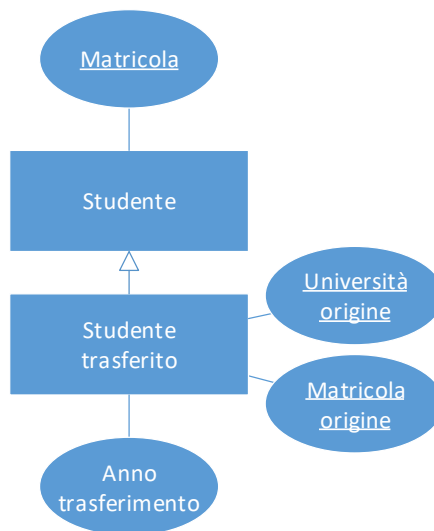 Matricola
Studente
Studente
trasferito
Università
origine
Matricola
origine
Anno
trasferimento